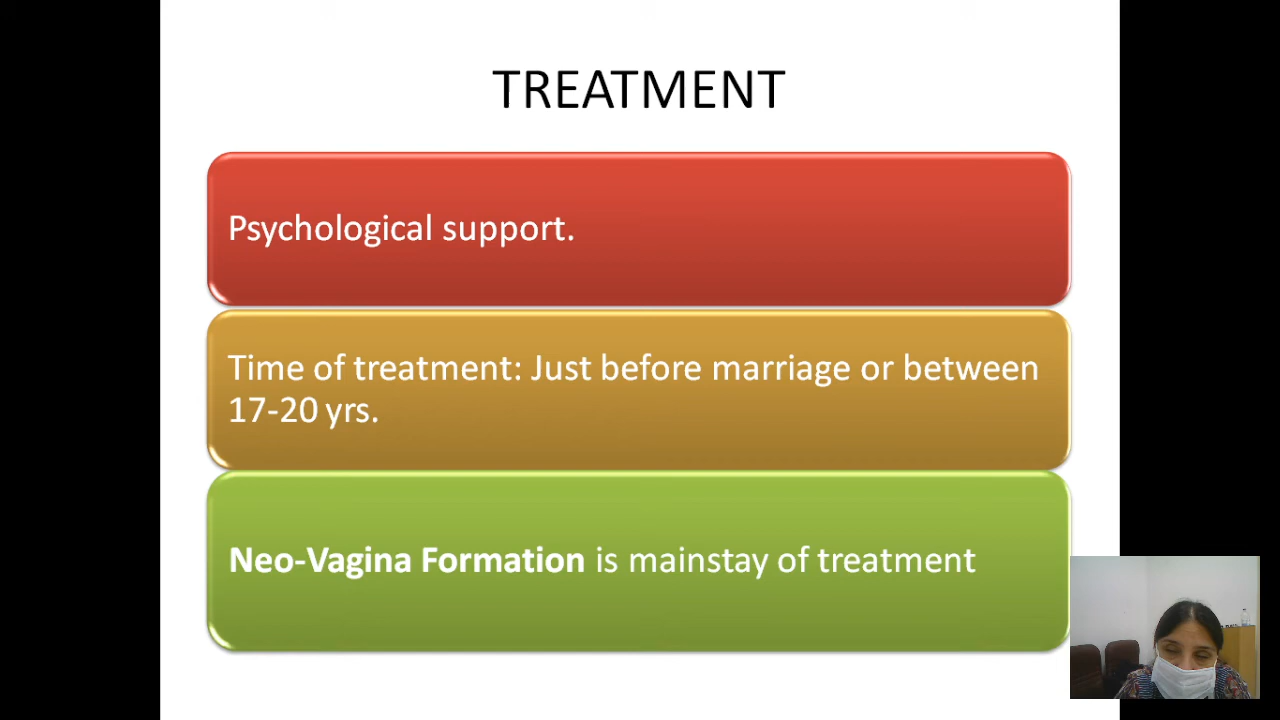 TREATMENT
Psychological support.
Time of treatment: Just before marriage or between
17-20 yrs.
Neo-Vagina Formation is mainstay of treatment